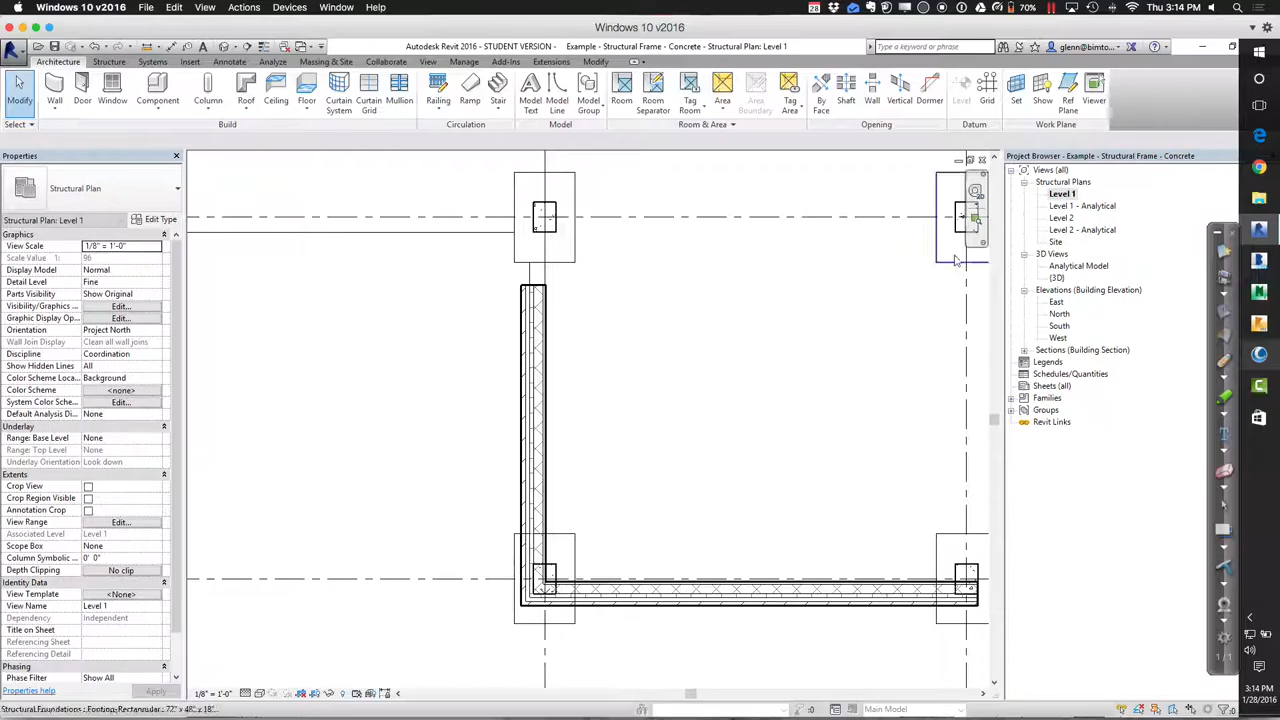 Windows 10 v2016 File Edit View Actions Devices Window Help 70% Thu 3:14 PM
Windows 10 v2016
Autodesk Revit 2016 - STUDENT VERSION - Example - Structural Frame - Concrete - Structural Plan: Level 1 Type a keyword or phrase glenn@bimto...
Architecture Structure Systems Insert Annotate Analyze Massing & Site Collaborate View Manage Add-Ins Extensions Modify
Modify Wall Door Window Component Column Roof Ceiling Floor Curtain System Curtain Grid Mullion Railing Ramp Stair Model Text Model Line Model Group Room Room Separator Tag Room Area Area Boundary Tag Area By Face Shaft Wall Vertical Dormer Level Grid Set Show Ref Plane Viewer
Select Build Circulation Model Room & Area Opening Datum Work Plane
Properties
Structural Plan
Structural Plan: Level 1 Edit Type
Graphics
View Scale 1/8" = 1'-0"
Scale Value 1: 96
Display Model Normal
Detail Level Fine
Parts Visibility Show Original
Visibility/Graphics ... Edit...
Graphic Display Op... Edit...
Orientation Project North
Wall Join Display Clean all wall joins
Discipline Coordination
Show Hidden Lines All
Color Scheme Loca... Background
Color Scheme <none>
System Color Sche... Edit...
Default Analysis Di... None
Underlay
Range: Base Level None
Range: Top Level None
Underlay Orientation Look down
Extents
Crop View
Crop Region Visible
Annotation Crop
View Range Edit...
Associated Level Level 1
Scope Box None
Column Symbolic ... 0' 0"
Depth Clipping No clip
Identity Data
View Template <None>
View Name Level 1
Dependency Independent
Title on Sheet
Referencing Sheet
Referencing Detail
Phasing
Phase Filter Show All
Properties help Apply
Project Browser - Example - Structural Frame - Concrete
Views (all)
Structural Plans
Level 1
Level 1 - Analytical
Level 2
Level 2 - Analytical
Site
3D Views
Analytical Model
{3D}
Elevations (Building Elevation)
East
North
South
West
Sections (Building Section)
Legends
Schedules/Quantities
Sheets (all)
Families
Groups
Revit Links
1/8" = 1'-0"
Structural Foundations : Footing-Rectangular : 72" x 48" x 18" :0 Main Model :0
1/1
3:14 PM
1/28/2016